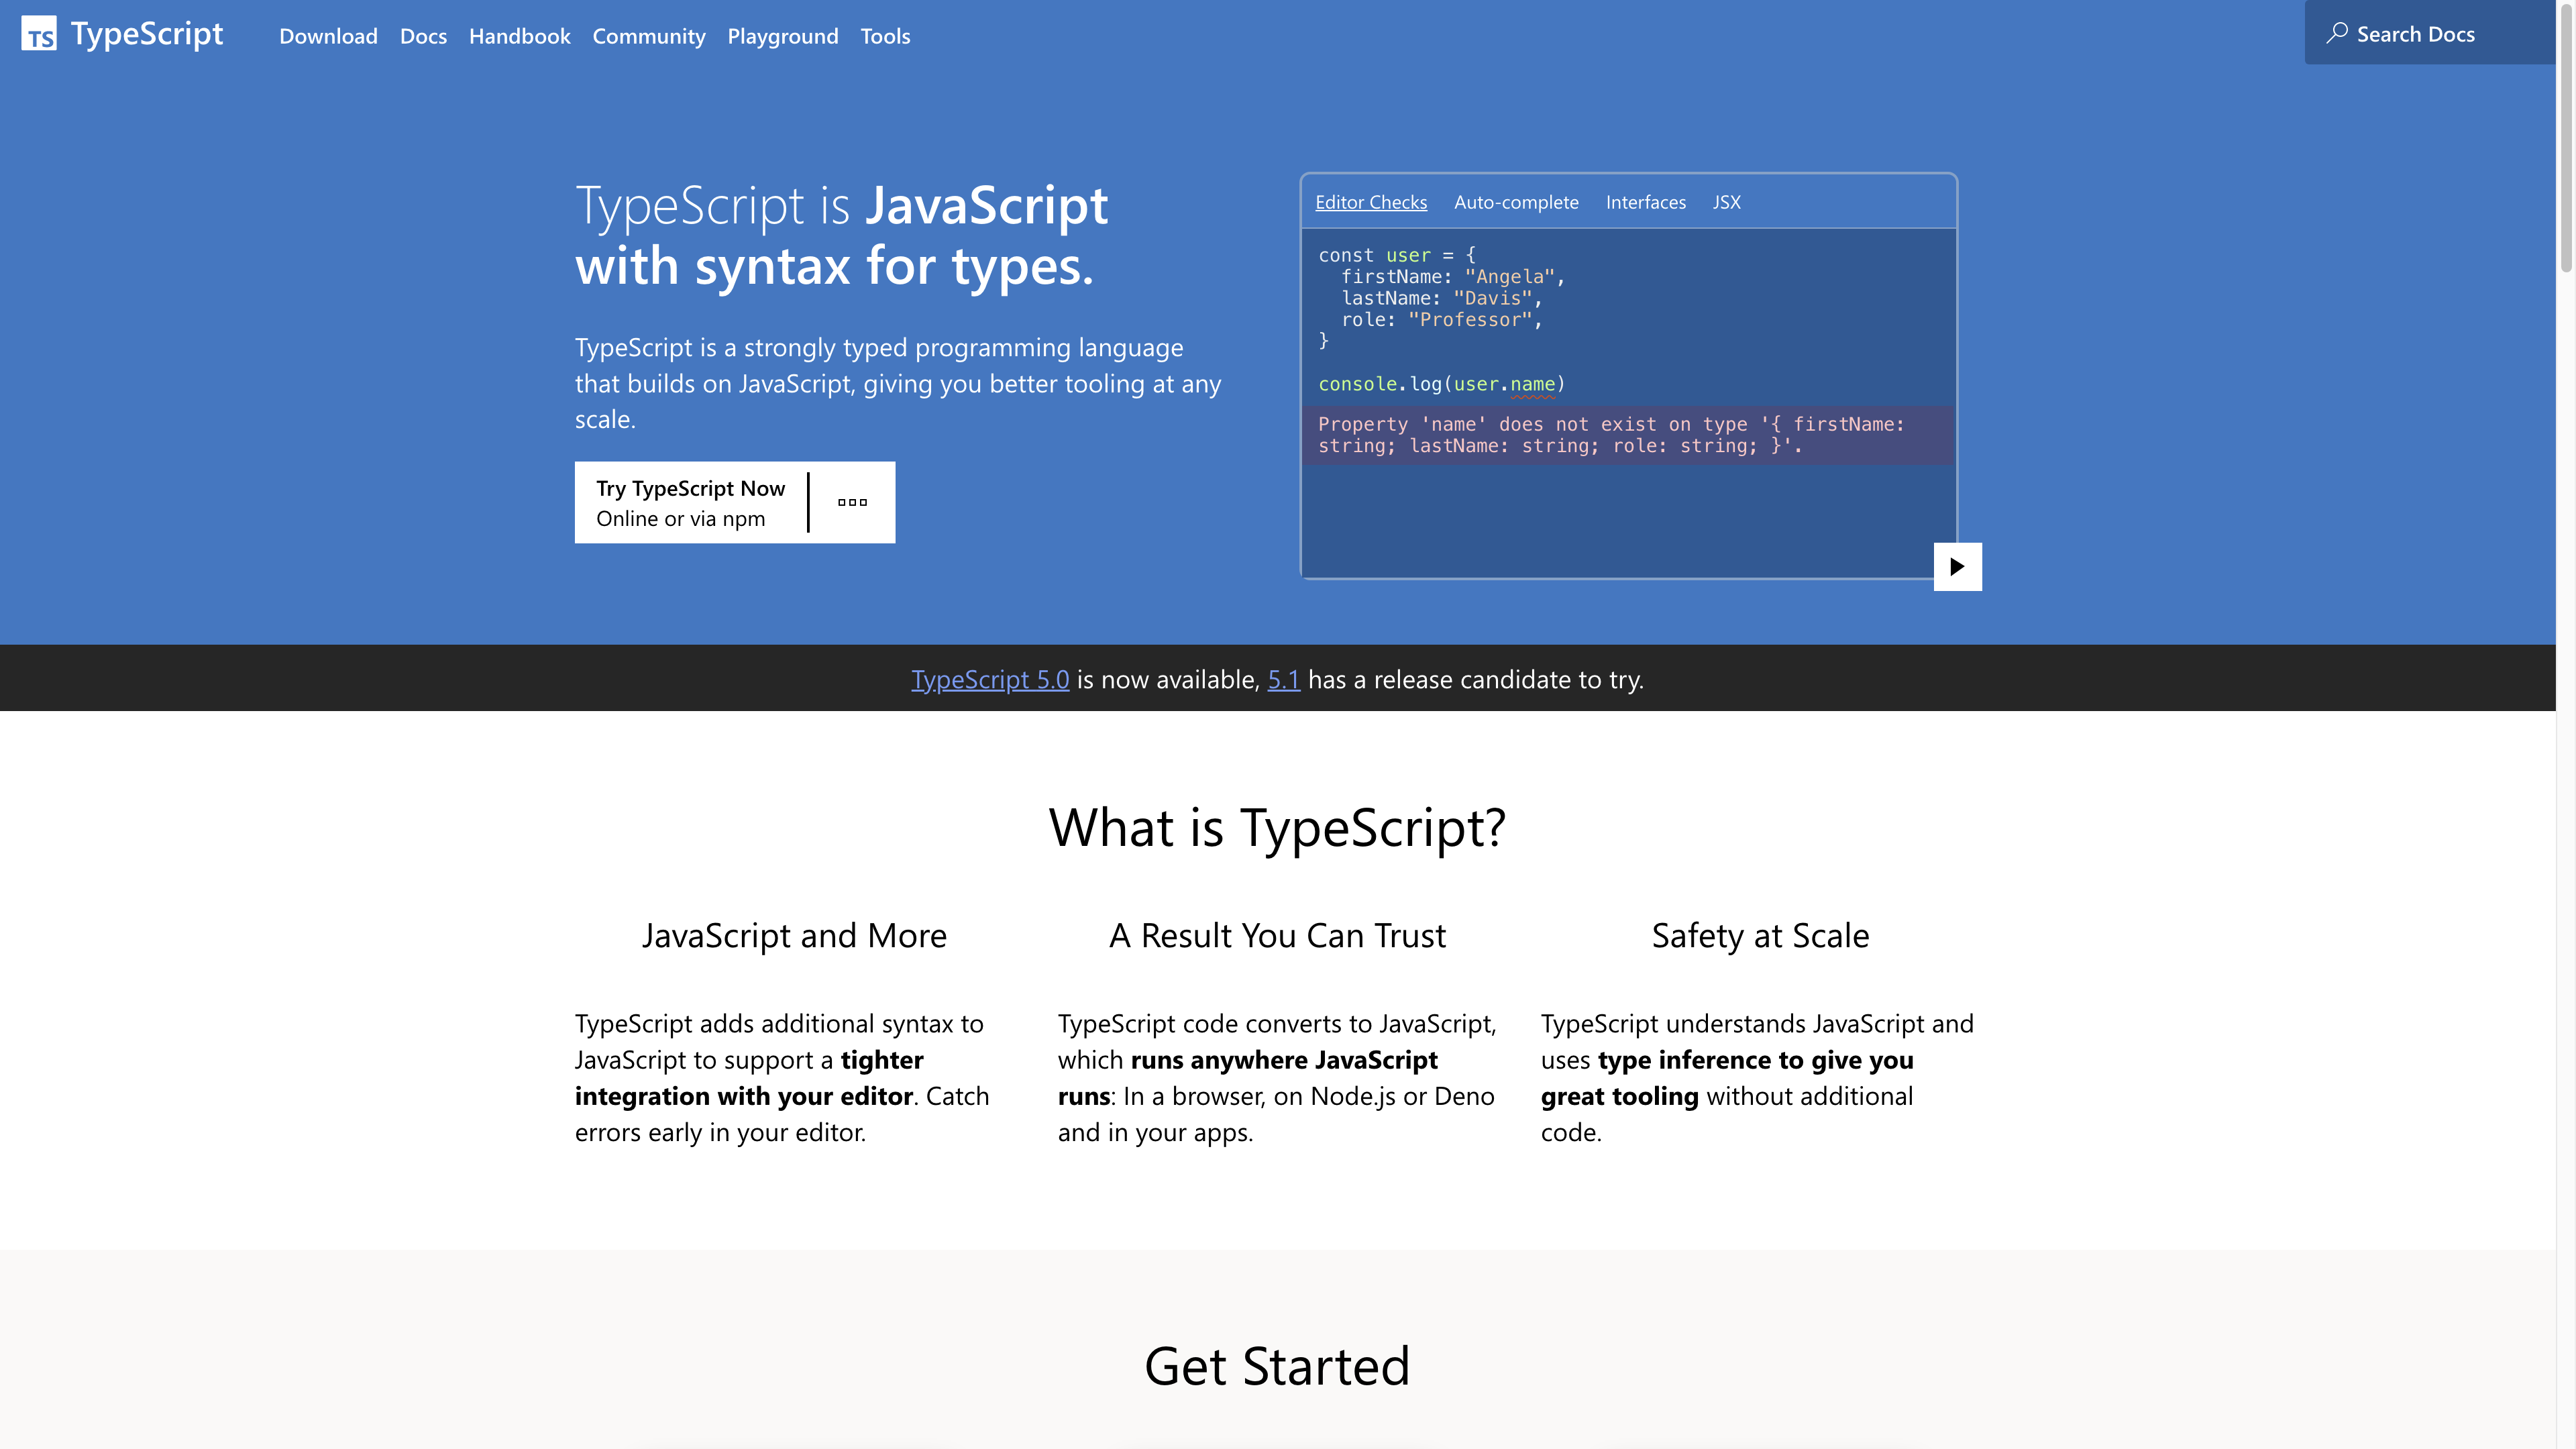 TS TypeScript
Download Docs Handbook Community Playground Tools
Search Docs
TypeScript is JavaScript
with syntax for types.
TypeScript is a strongly typed programming language
that builds on JavaScript, giving you better tooling at any
scale.
Try TypeScript Now
Online or via npm
Editor Checks Auto-complete Interfaces JSX
const user = {
  firstName: "Angela",
  lastName: "Davis",
  role: "Professor",
}
console.log(user.name)
Property 'name' does not exist on type '{ firstName:
string; lastName: string; role: string; }'.
TypeScript 5.0 is now available, 5.1 has a release candidate to try.
What is TypeScript?
JavaScript and More
TypeScript adds additional syntax to
JavaScript to support a tighter
integration with your editor. Catch
errors early in your editor.
A Result You Can Trust
TypeScript code converts to JavaScript,
which runs anywhere JavaScript
runs: In a browser, on Node.js or Deno
and in your apps.
Safety at Scale
TypeScript understands JavaScript and
uses type inference to give you
great tooling without additional
code.
Get Started